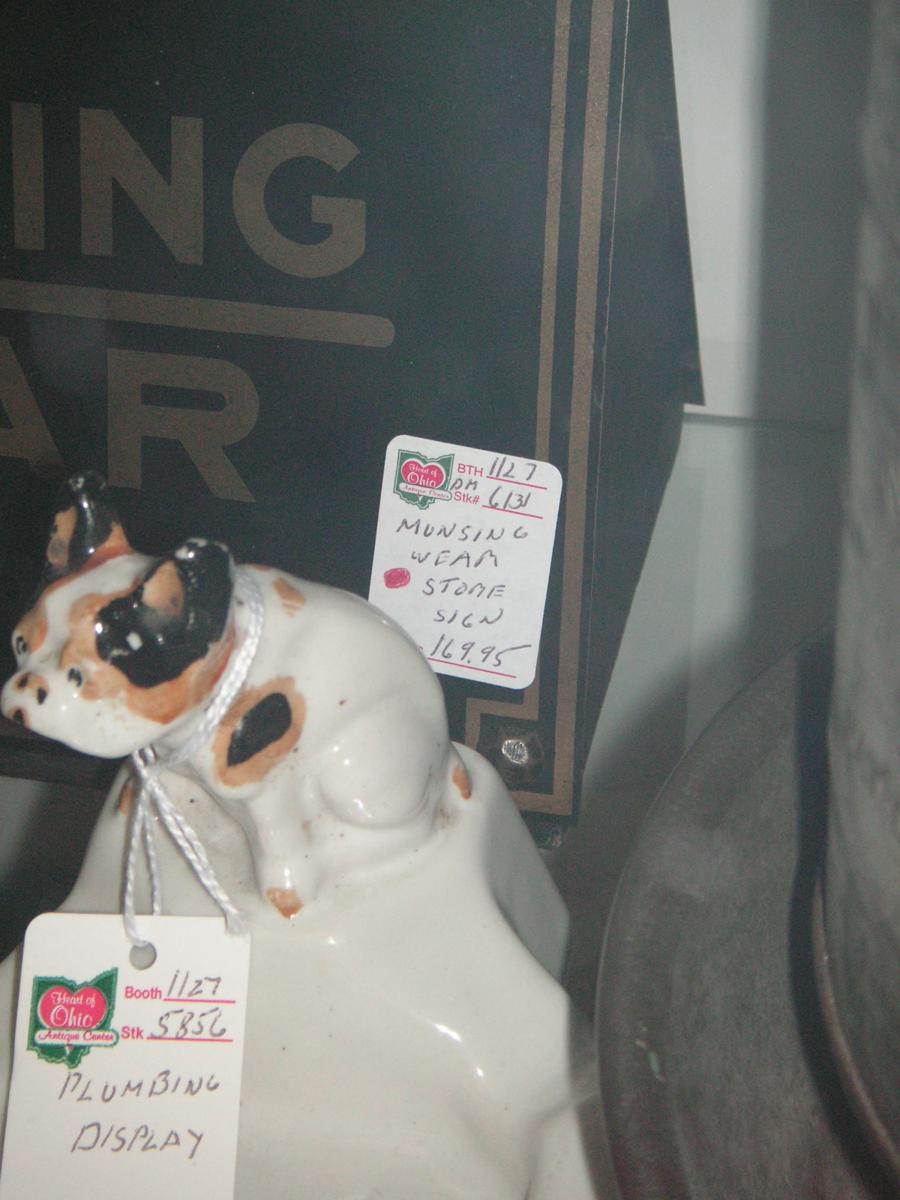 ING
AR
Heart of
Ohio
Antique Center
BTH 1127
DM
Stk# 6131
MUNSING
WEAR
STORE
SIGN
169.95
Heart of
Ohio
Antique Center
Booth 1127
Stk 5856
PLUMBING
DISPLAY